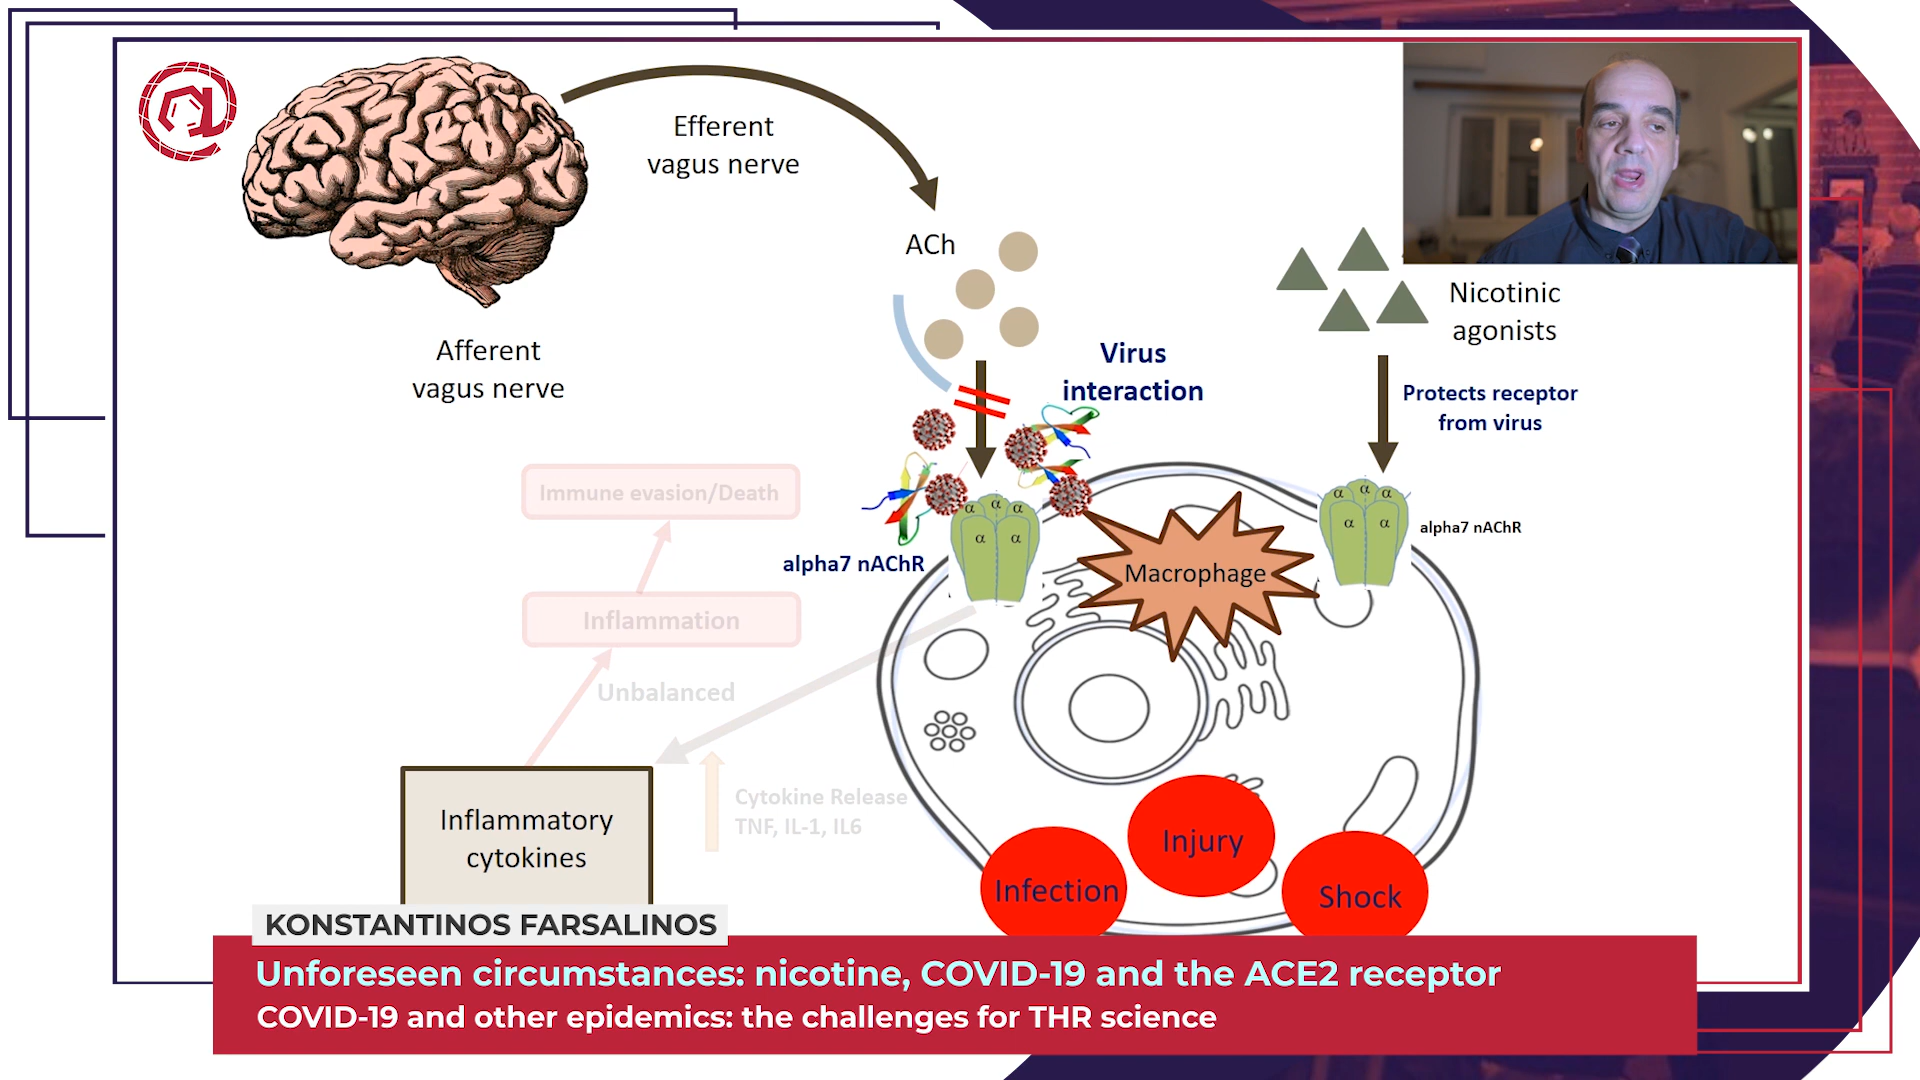 Efferent
vagus nerve
ACh
Nicotinic
agonists
Afferent
vagus nerve
Virus
interaction
Protects receptor
from virus
Immune evasion/Death
α α α
α α
α α α
α α
alpha7 nAChR
alpha7 nAChR
Macrophage
Inflammation
Unbalanced
Cytokine Release
TNF, IL-1, IL6
Inflammatory
cytokines
Injury
Infection
Shock
KONSTANTINOS FARSALINOS
Unforeseen circumstances: nicotine, COVID-19 and the ACE2 receptor
COVID-19 and other epidemics: the challenges for THR science